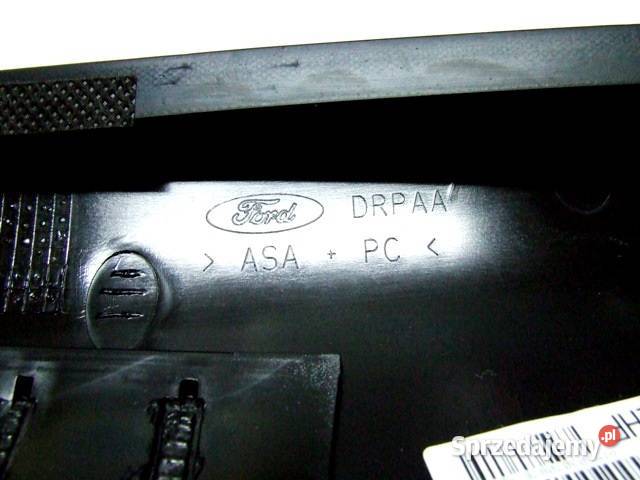 Ford DRPAA
> ASA + PC <
Sprzedajemy.pl